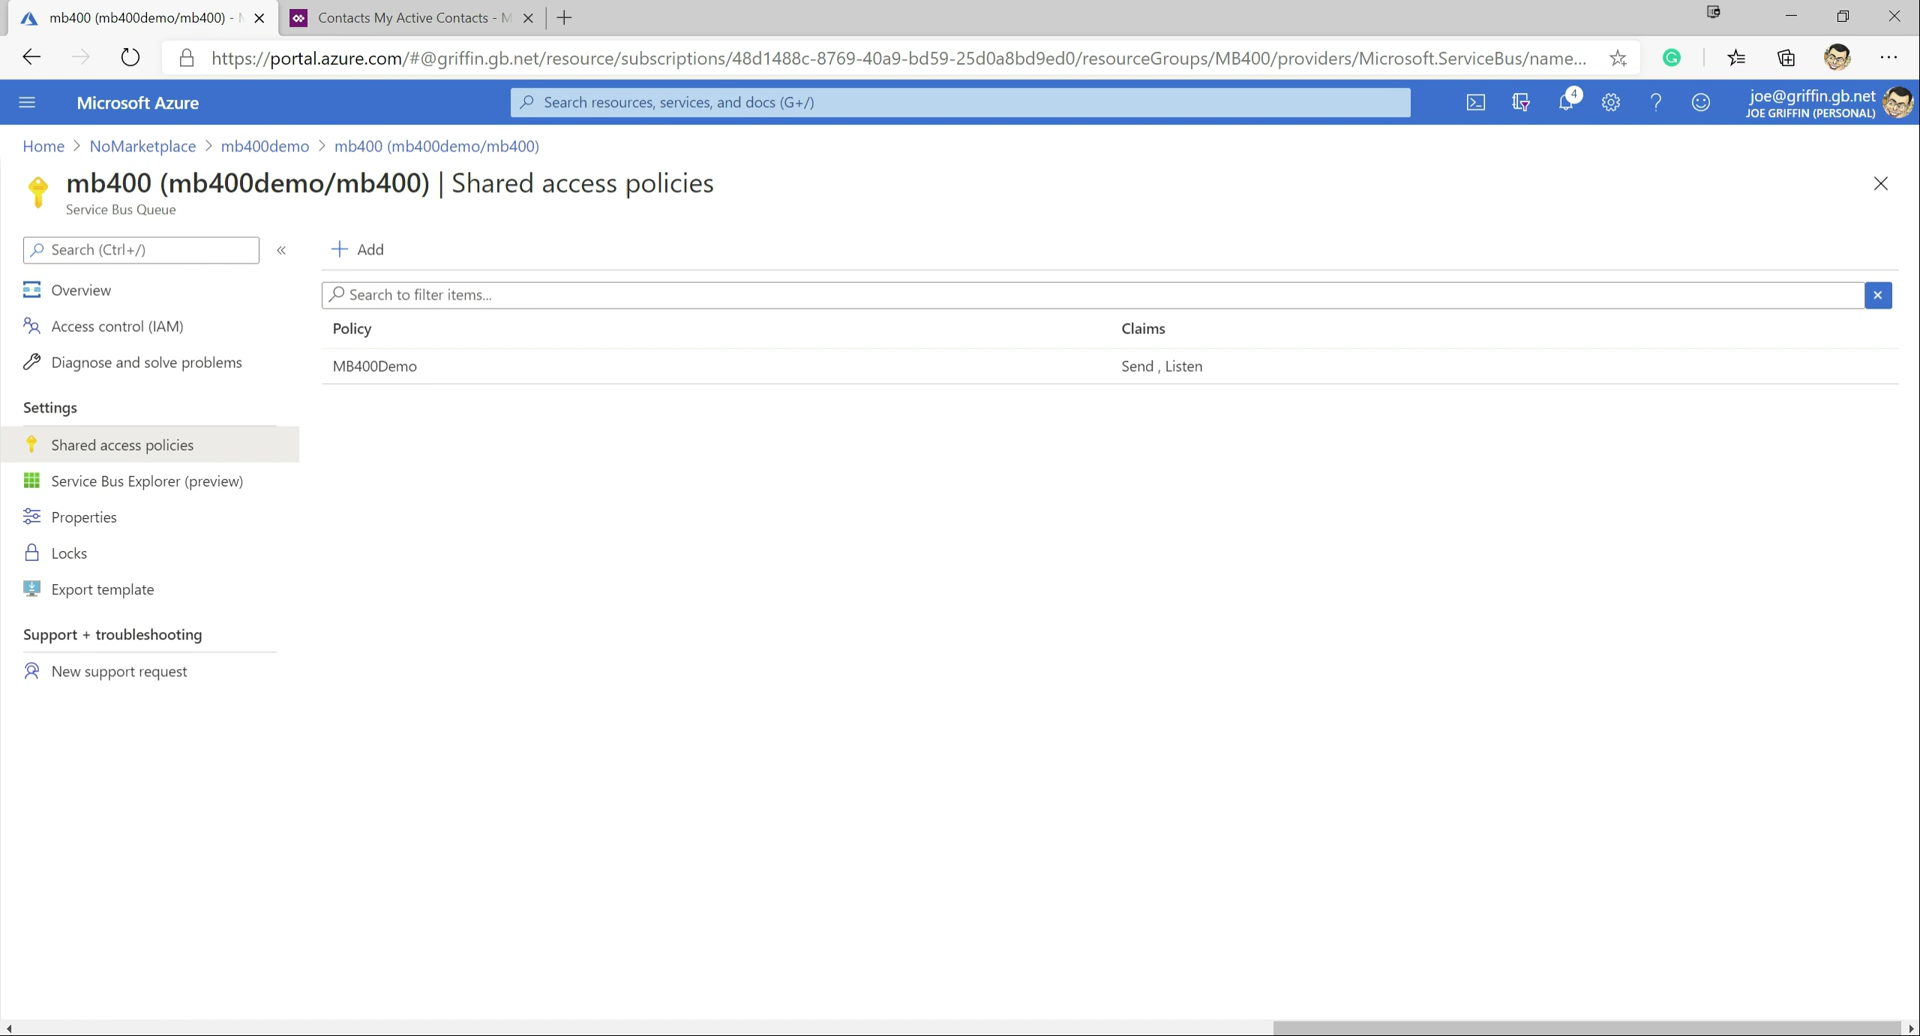 mb400 (mb400demo/mb400) -
Contacts My Active Contacts -
https://portal.azure.com/#@griffin.gb.net/resource/subscriptions/48d1488c-8769-40a9-bd59-25d0a8bd9ed0/resourceGroups/MB400/providers/Microsoft.ServiceBus/name...
Microsoft Azure
Search resources, services, and docs (G+/)
4
joe@griffin.gb.net
JOE GRIFFIN (PERSONAL)
Home > NoMarketplace > mb400demo > mb400 (mb400demo/mb400)
mb400 (mb400demo/mb400) | Shared access policies
Service Bus Queue
Search (Ctrl+/)
«
Add
Overview
Access control (IAM)
Diagnose and solve problems
Settings
Shared access policies
Service Bus Explorer (preview)
Properties
Locks
Export template
Support + troubleshooting
New support request
Search to filter items...
Policy Claims
MB400Demo Send , Listen